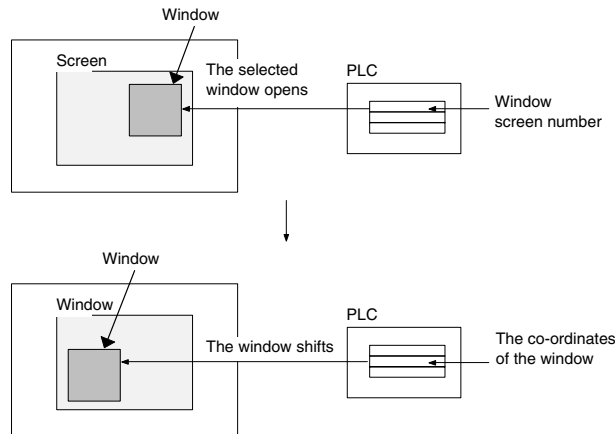 Window
Screen
The selected
window opens
PLC
Window
screen number
Window
Window
The window shifts
PLC
The co-ordinates
of the window